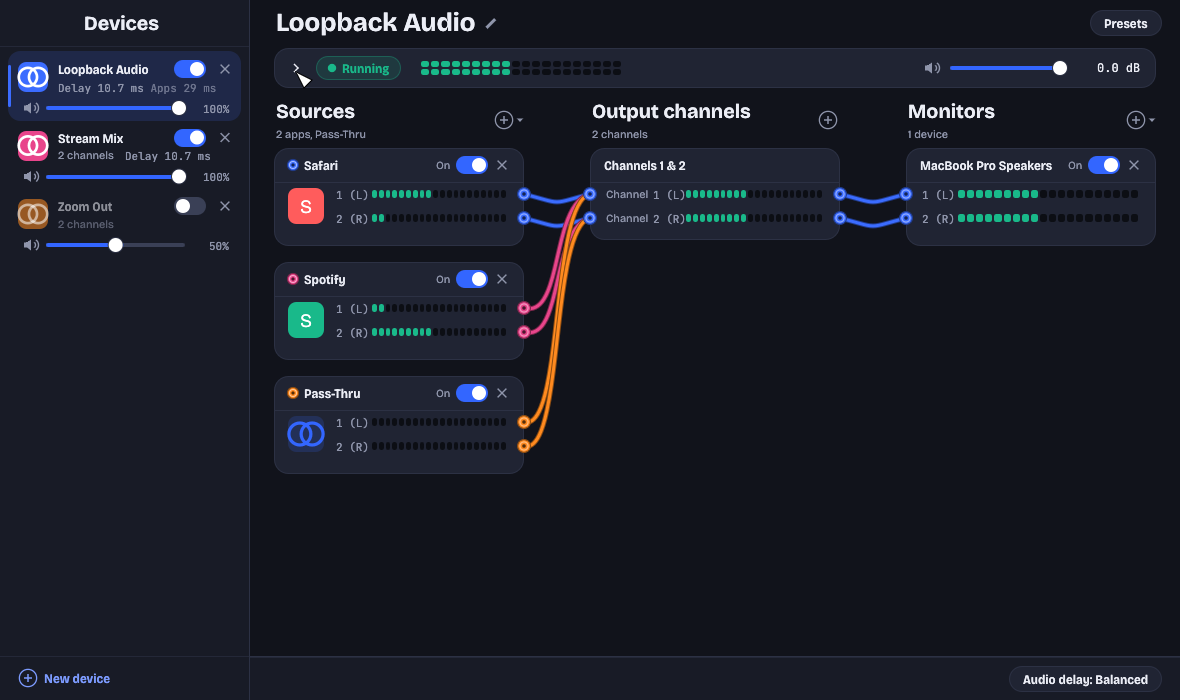 Devices
Loopback Audio
Delay 10.7 ms Apps 29 ms
100%
Stream Mix
2 channels Delay 10.7 ms
100%
Zoom Out
2 channels
50%
New device
Loopback Audio
Presets
Running
0.0 dB
Sources
2 apps, Pass-Thru
Safari On
S
1 (L)
2 (R)
Spotify On
S
1 (L)
2 (R)
Pass-Thru On
1 (L)
2 (R)
Output channels
2 channels
Channels 1 & 2
Channel 1 (L)
Channel 2 (R)
Monitors
1 device
MacBook Pro Speakers On
1 (L)
2 (R)
Audio delay: Balanced